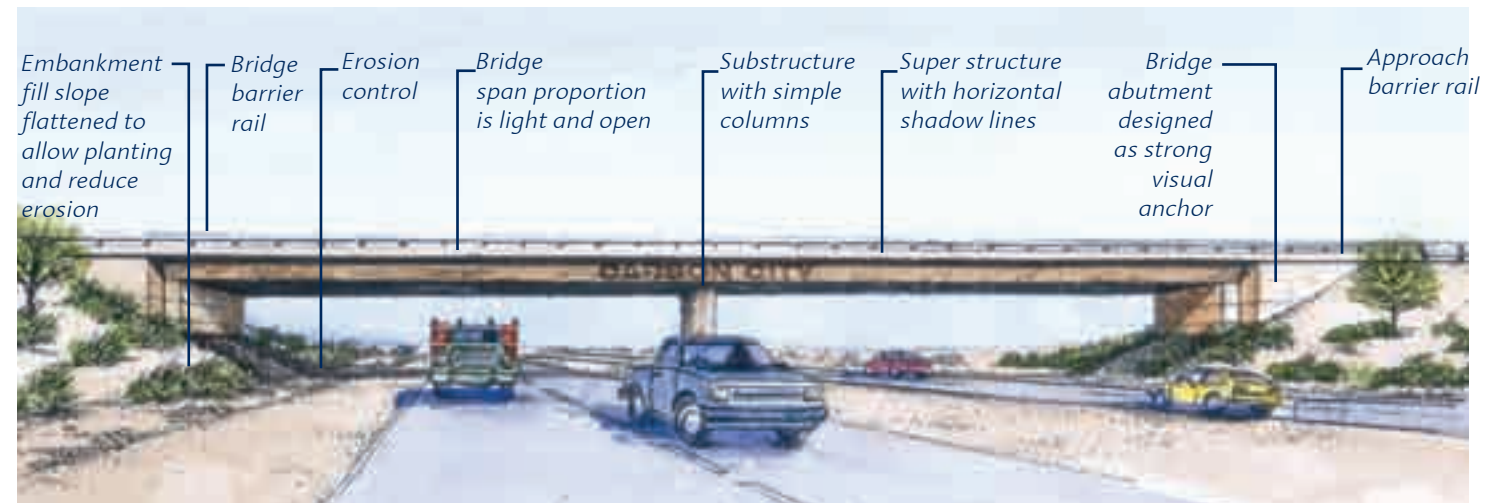 Embankment
fill slope
flattened to
allow planting
and reduce
erosion
Bridge
barrier
rail
Erosion
control
Bridge
span proportion
is light and open
Substructure
with simple
columns
Super structure
with horizontal
shadow lines
Bridge
abutment
designed
as strong
visual
anchor
Approach
barrier rail
CARSON CITY